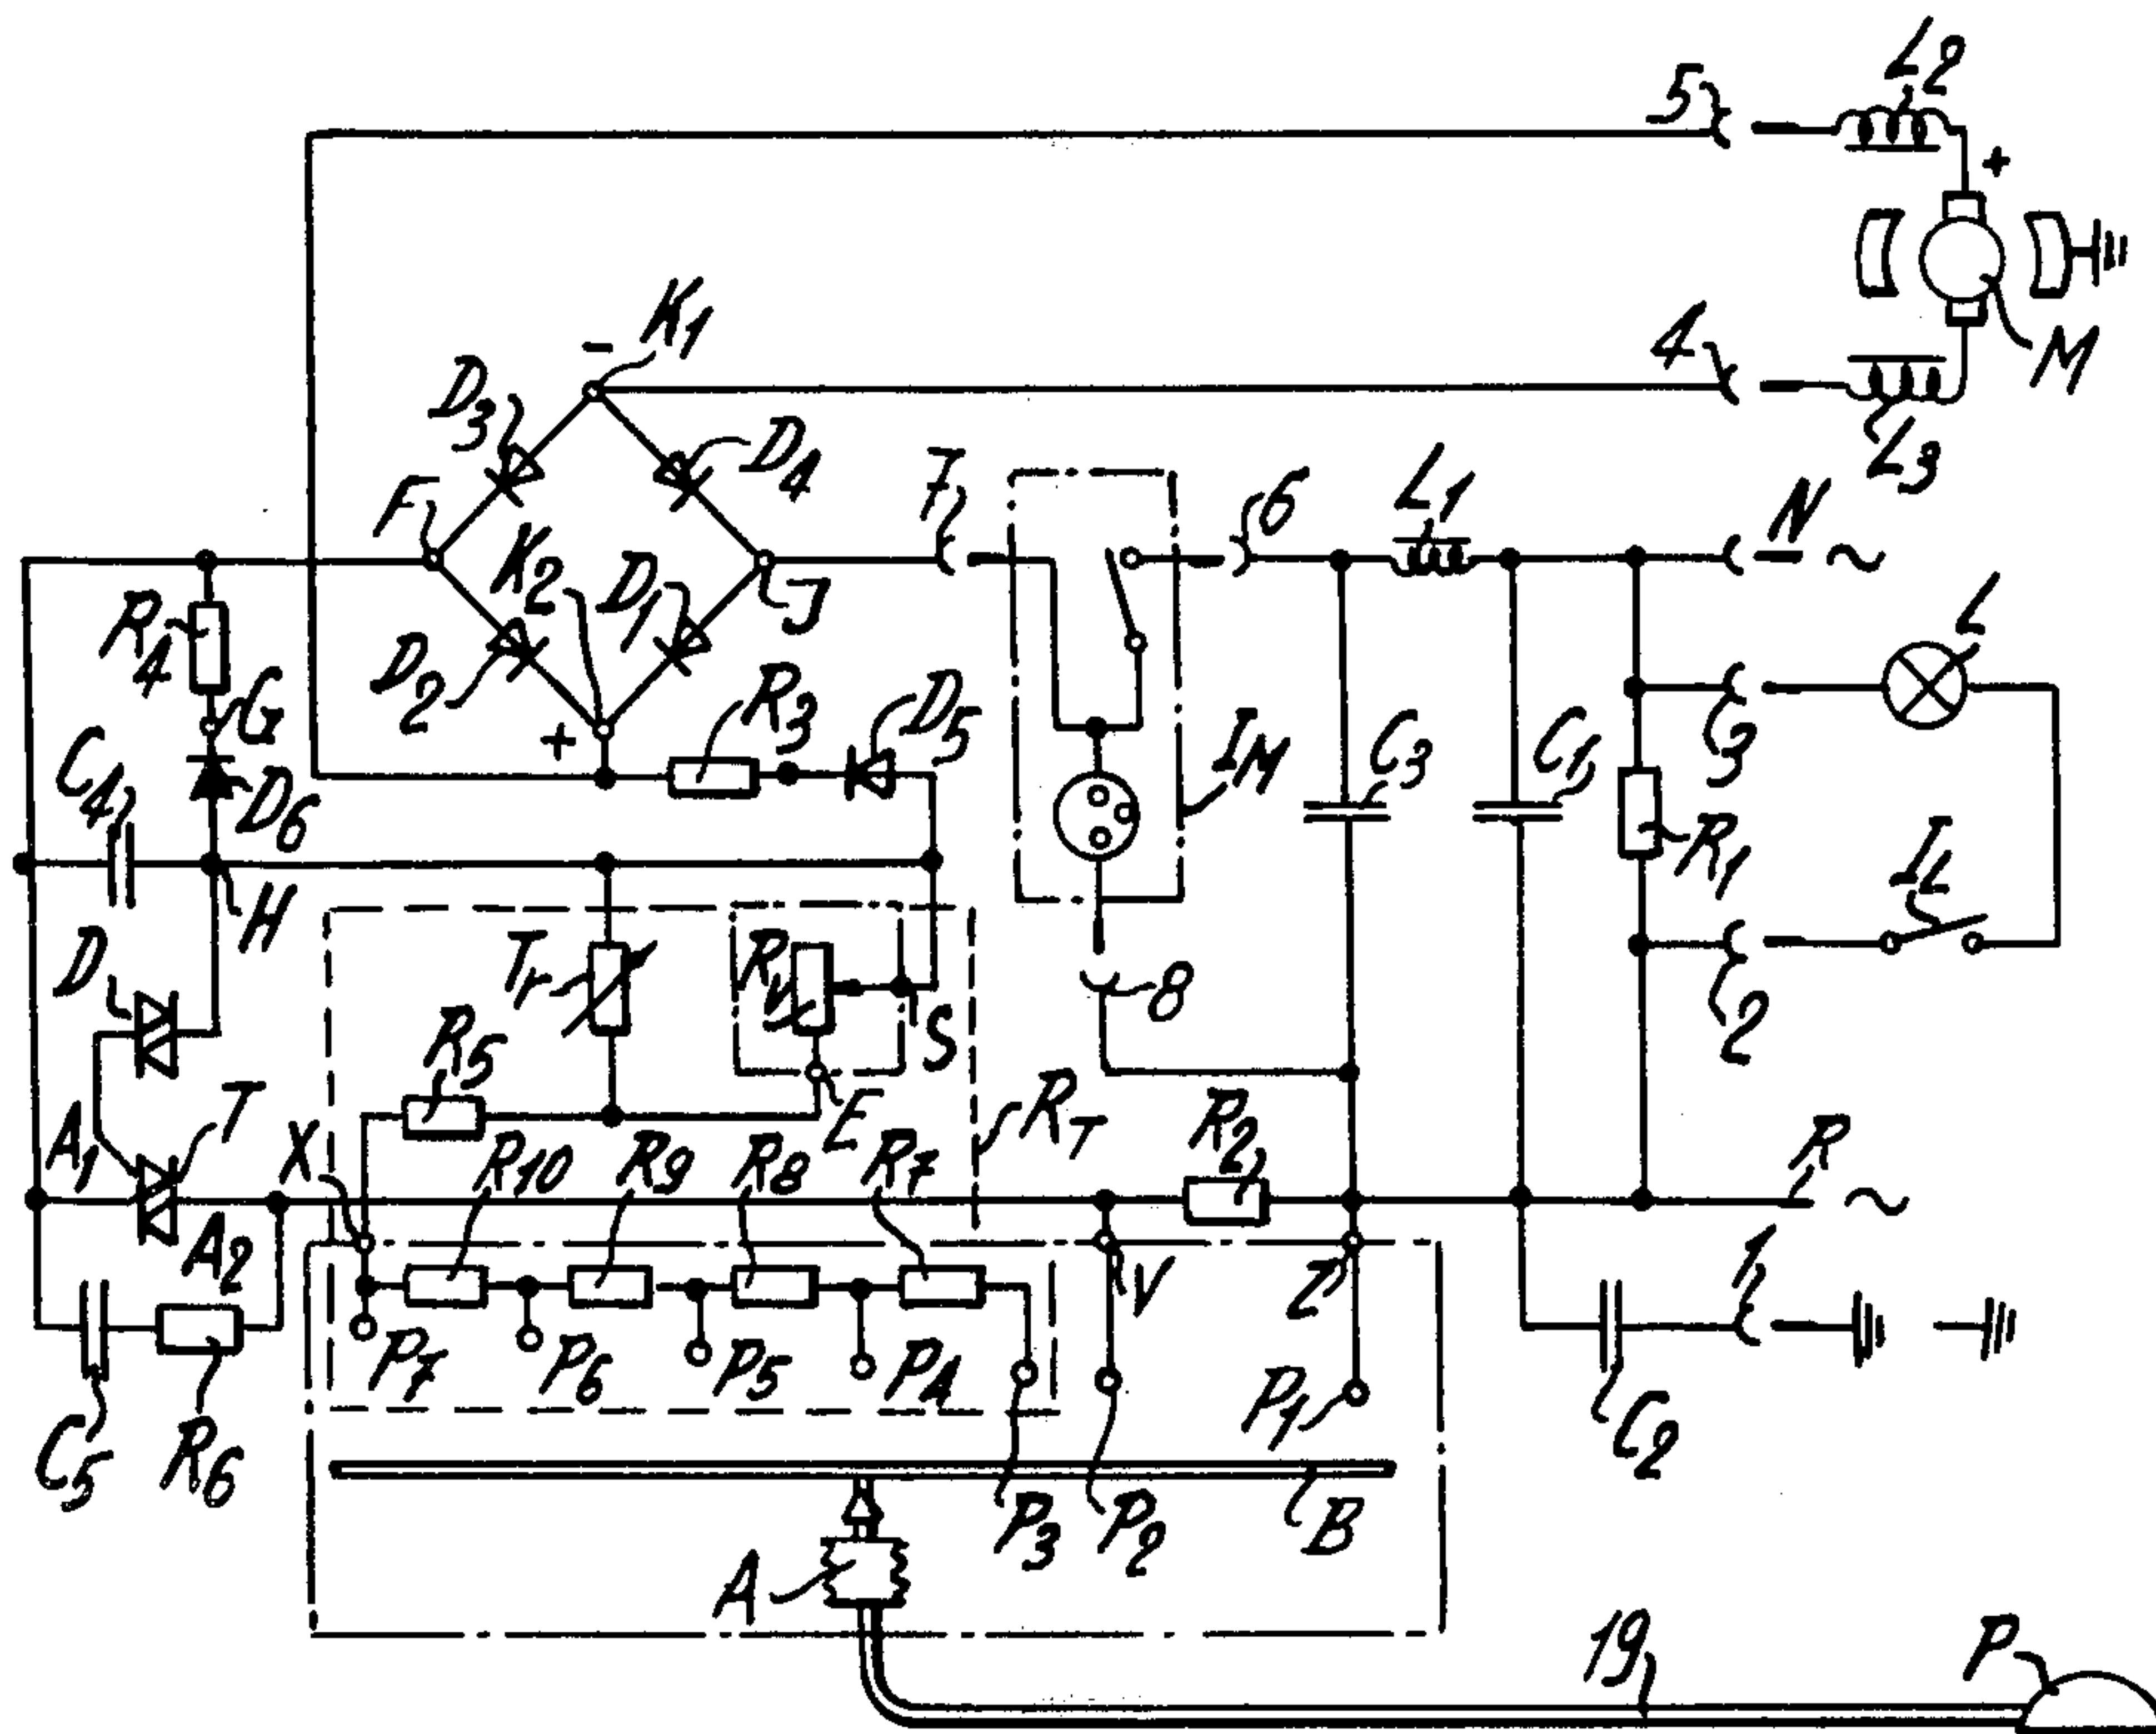 L2
5
+
K1
-
4
M
D3
D4
L3
F
7
6
L1
N
K2
D1
J
L
R4
D2
G
+
R3
D5
3
C4
IM
C3
C1
D6
R1
H
IL
D
Tr
RV
8
S
2
R5
E
RT
A1
T
X
R10
R9
R8
R7
R2
R
A2
V
Z
1
P7
P6
P5
P4
P1
C5
R6
C2
P3
P2
B
A
19
P